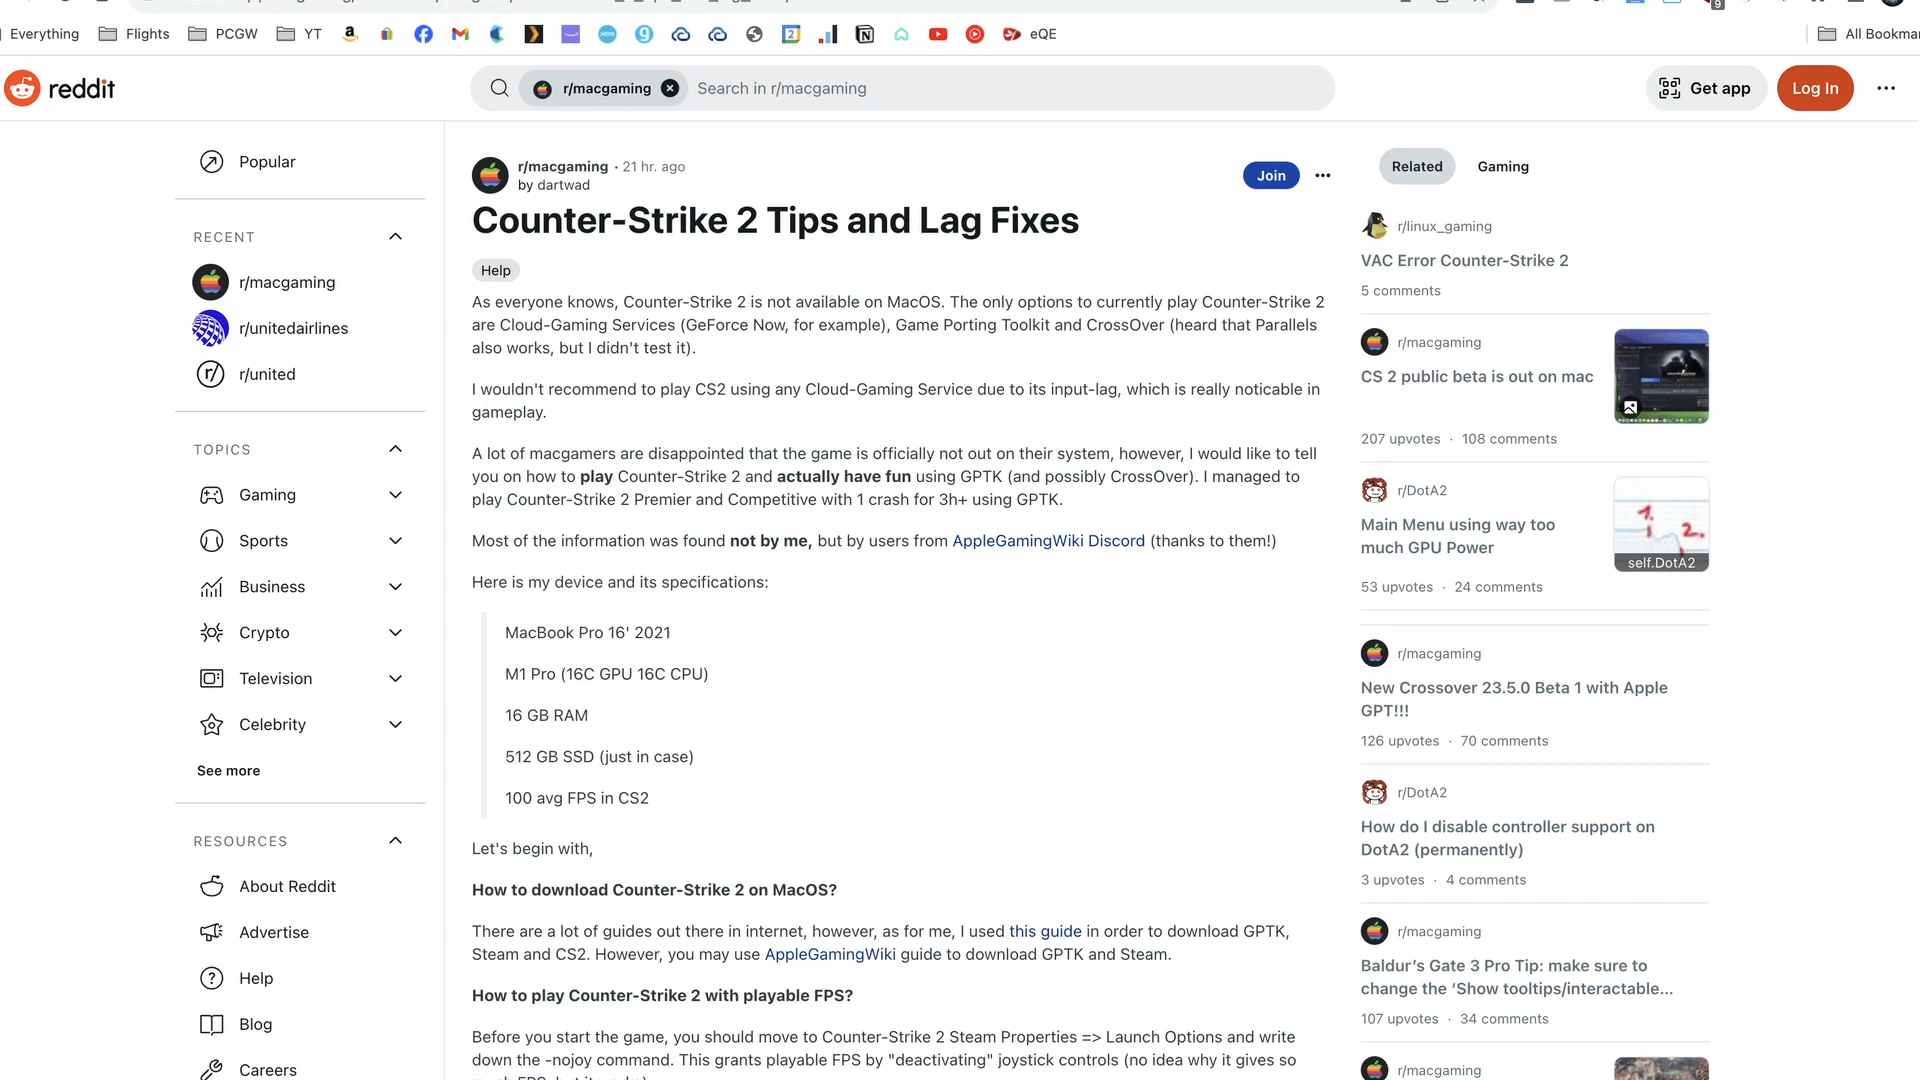 Everything
Flights
PCGW
YT
eQE
All Bookmar
reddit
r/macgaming
Search in r/macgaming
Get app
Log In
Popular
RECENT
r/macgaming
r/unitedairlines
r/united
TOPICS
Gaming
Sports
Business
Crypto
Television
Celebrity
See more
RESOURCES
About Reddit
Advertise
Help
Blog
Careers
r/macgaming · 21 hr. ago
by dartwad
Join
Counter-Strike 2 Tips and Lag Fixes
Help
As everyone knows, Counter-Strike 2 is not available on MacOS. The only options to currently play Counter-Strike 2
are Cloud-Gaming Services (GeForce Now, for example), Game Porting Toolkit and CrossOver (heard that Parallels
also works, but I didn't test it).
I wouldn't recommend to play CS2 using any Cloud-Gaming Service due to its input-lag, which is really noticable in
gameplay.
A lot of macgamers are disappointed that the game is officially not out on their system, however, I would like to tell
you on how to play Counter-Strike 2 and actually have fun using GPTK (and possibly CrossOver). I managed to
play Counter-Strike 2 Premier and Competitive with 1 crash for 3h+ using GPTK.
Most of the information was found not by me, but by users from AppleGamingWiki Discord (thanks to them!)
Here is my device and its specifications:
MacBook Pro 16' 2021
M1 Pro (16C GPU 16C CPU)
16 GB RAM
512 GB SSD (just in case)
100 avg FPS in CS2
Let's begin with,
How to download Counter-Strike 2 on MacOS?
There are a lot of guides out there in internet, however, as for me, I used this guide in order to download GPTK,
Steam and CS2. However, you may use AppleGamingWiki guide to download GPTK and Steam.
How to play Counter-Strike 2 with playable FPS?
Before you start the game, you should move to Counter-Strike 2 Steam Properties => Launch Options and write
down the -nojoy command. This grants playable FPS by "deactivating" joystick controls (no idea why it gives so
Related
Gaming
r/linux_gaming
VAC Error Counter-Strike 2
5 comments
r/macgaming
CS 2 public beta is out on mac
207 upvotes · 108 comments
r/DotA2
Main Menu using way too
much GPU Power
1.
2.
self.DotA2
53 upvotes · 24 comments
r/macgaming
New Crossover 23.5.0 Beta 1 with Apple
GPT!!!
126 upvotes · 70 comments
r/DotA2
How do I disable controller support on
DotA2 (permanently)
3 upvotes · 4 comments
r/macgaming
Baldur’s Gate 3 Pro Tip: make sure to
change the ‘Show tooltips/interactable...
107 upvotes · 34 comments
r/macgaming